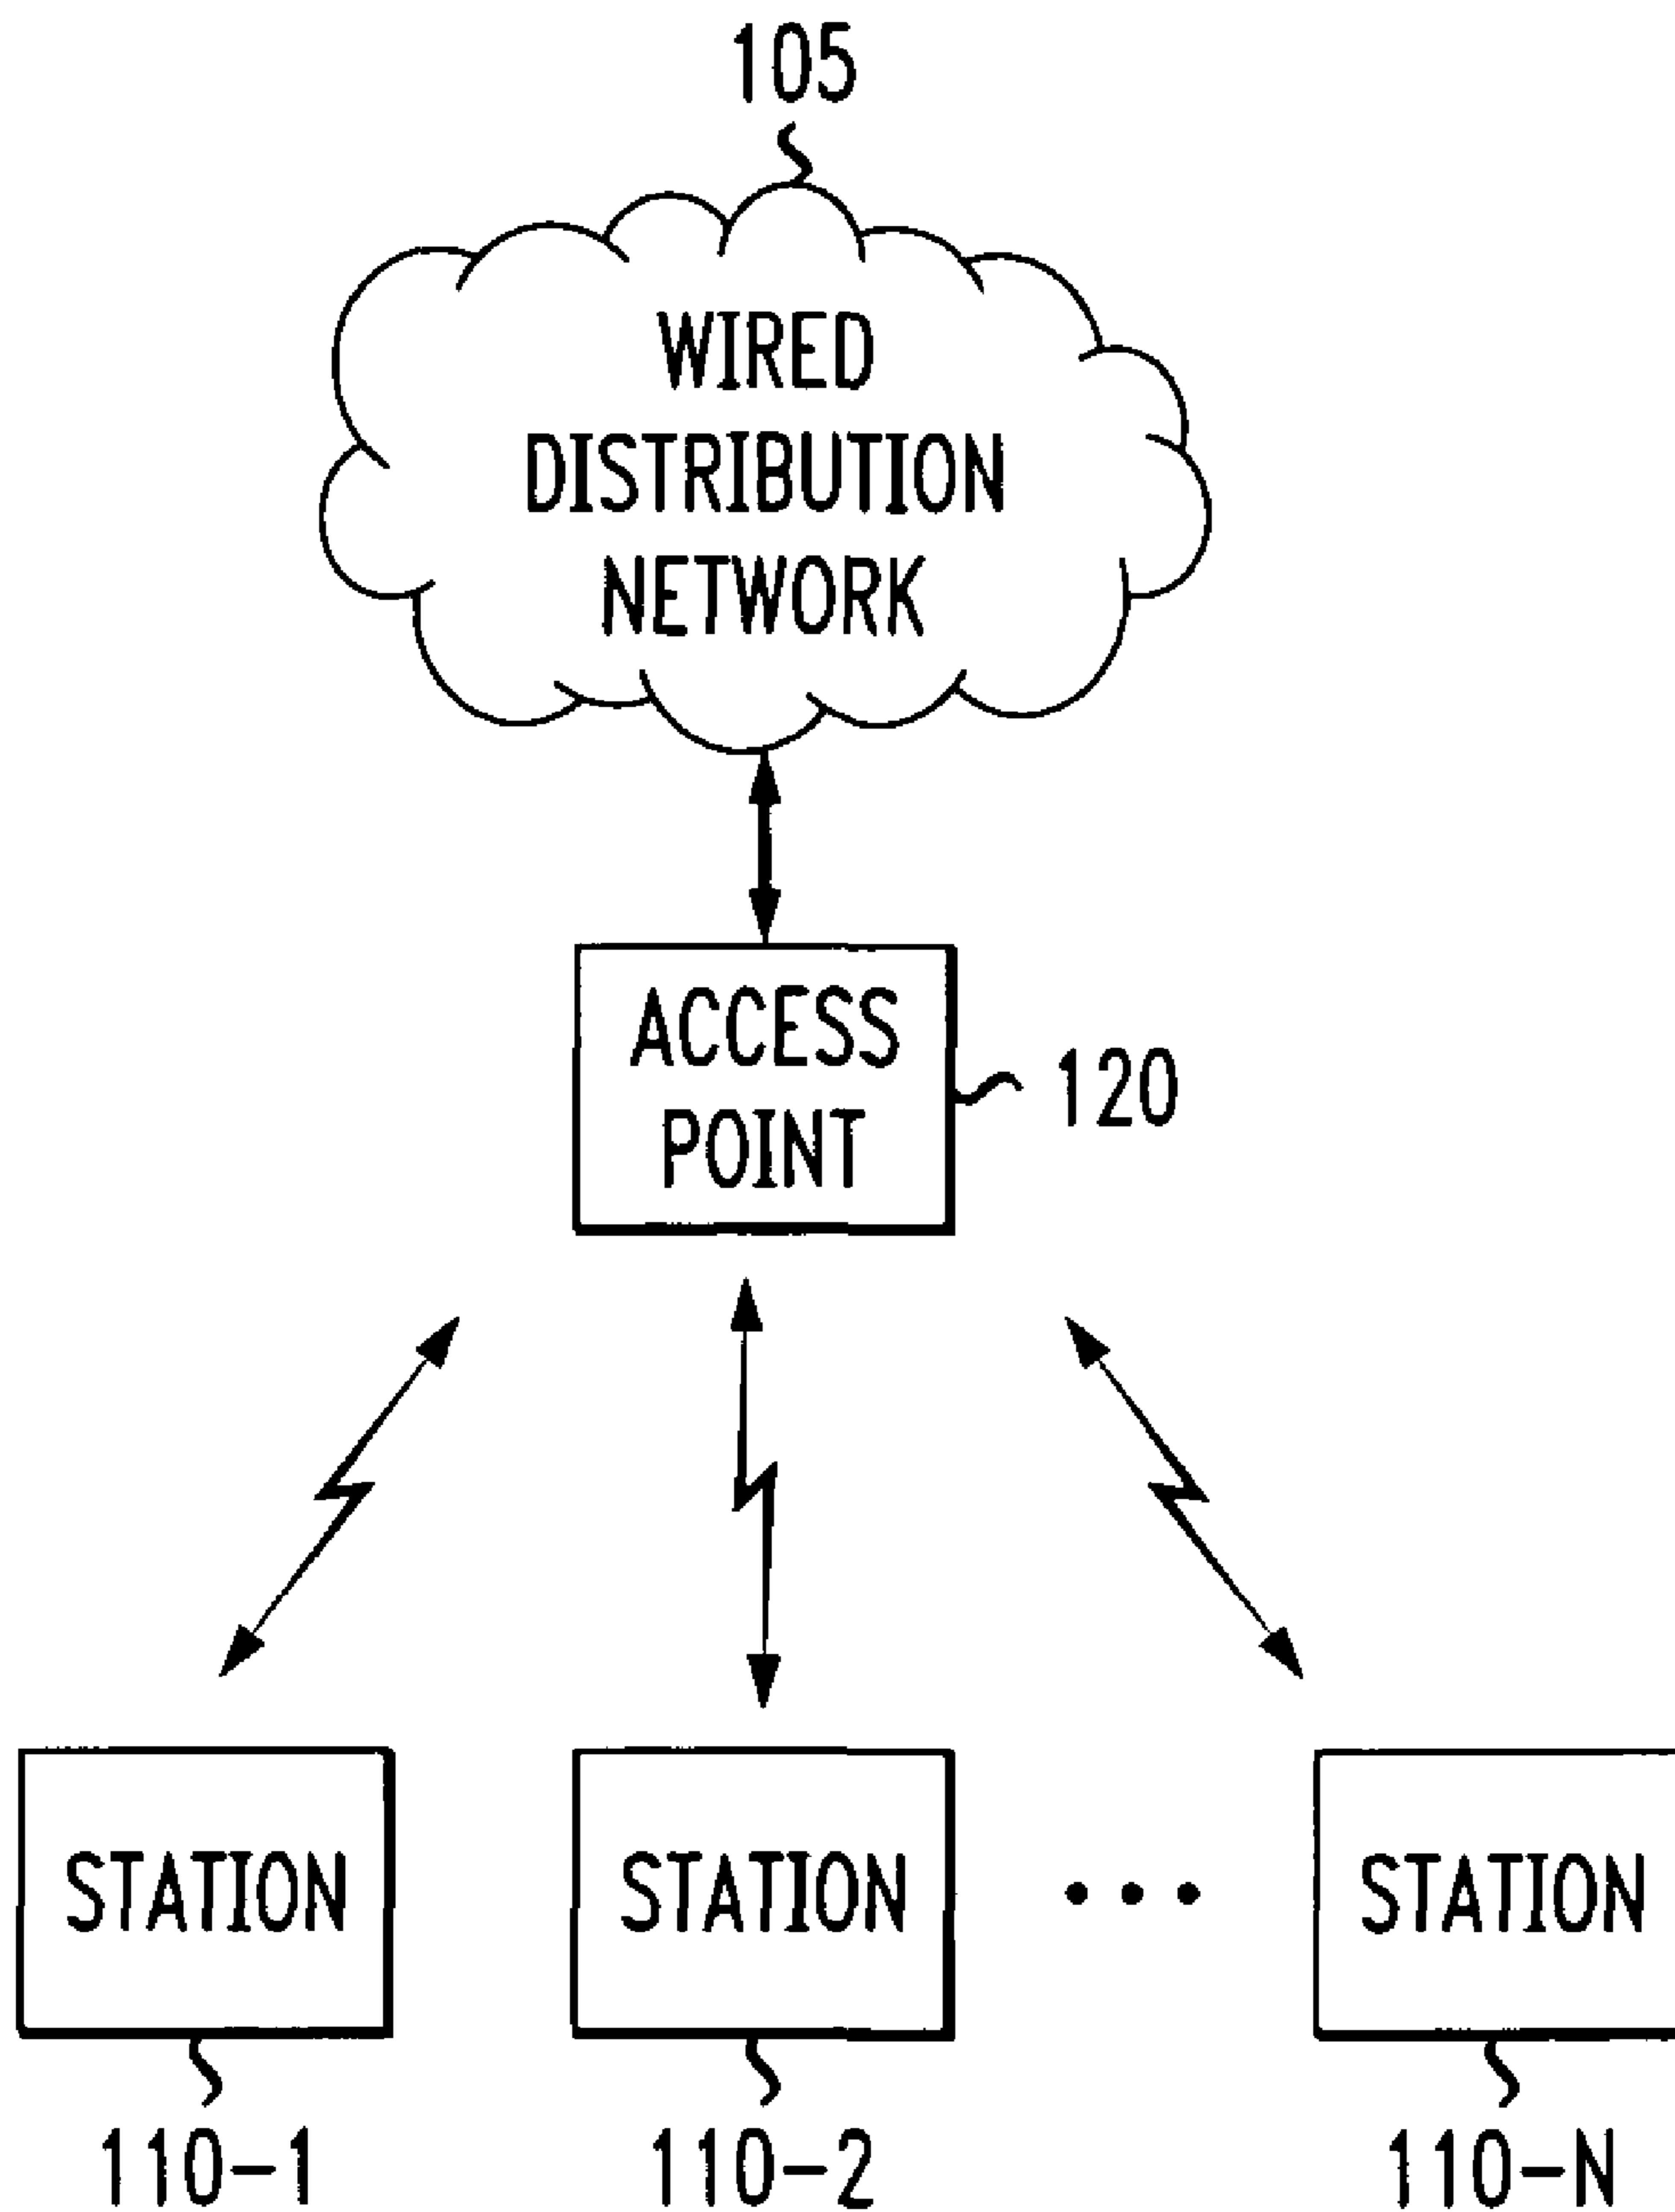 105
WIRED
DISTRIBUTION
NETWORK
ACCESS
POINT
120
STATION STATION STATION
110-1 110-2 110-N